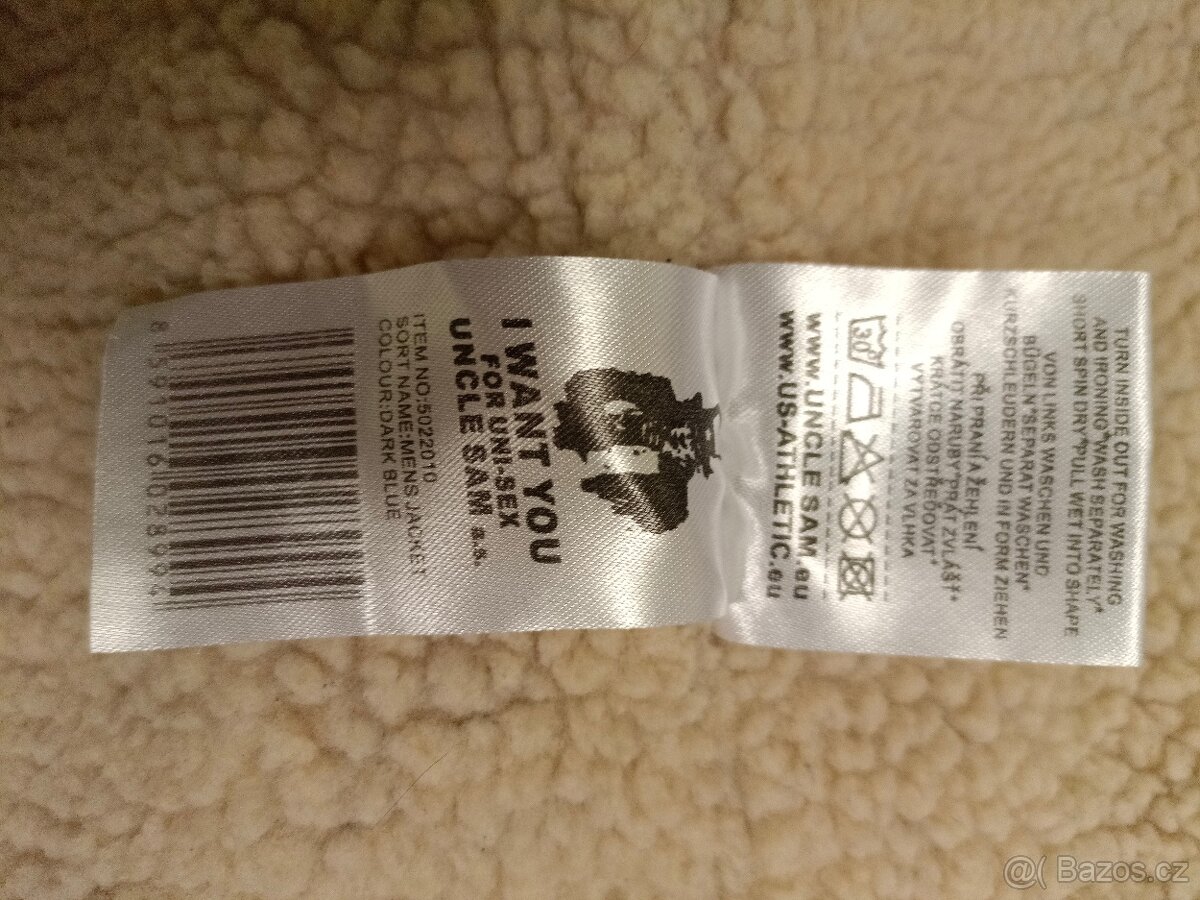 TURN INSIDE OUT FOR WASHING
AND IRONING*WASH SEPARATELY*
SHORT SPIN DRY*PULL WET INTO SHAPE
VON LINKS WASCHEN UND
BÜGELN*SEPARAT WASCHEN*
KURZSCHLEUDERN UND IN FORM ZIEHEN
PŘI PRANÍ A ŽEHLENÍ
OBRÁTIT NARUBY*PRÁT ZVLÁŠŤ*
KRÁTCE ODSTŘEĎOVAT*
VYTVAROVAT ZA VLHKA
30°
www.UNCLE SAM.eu
www.US-ATHLETIC.eu
I WANT YOU
FOR UNI-SEX
UNCLE SAM a.s.
ITEM NO:5022010
SORT NAME:MENS JACKET
COLOUR:DARK BLUE
8 591016 028994
@( Bazos.cz